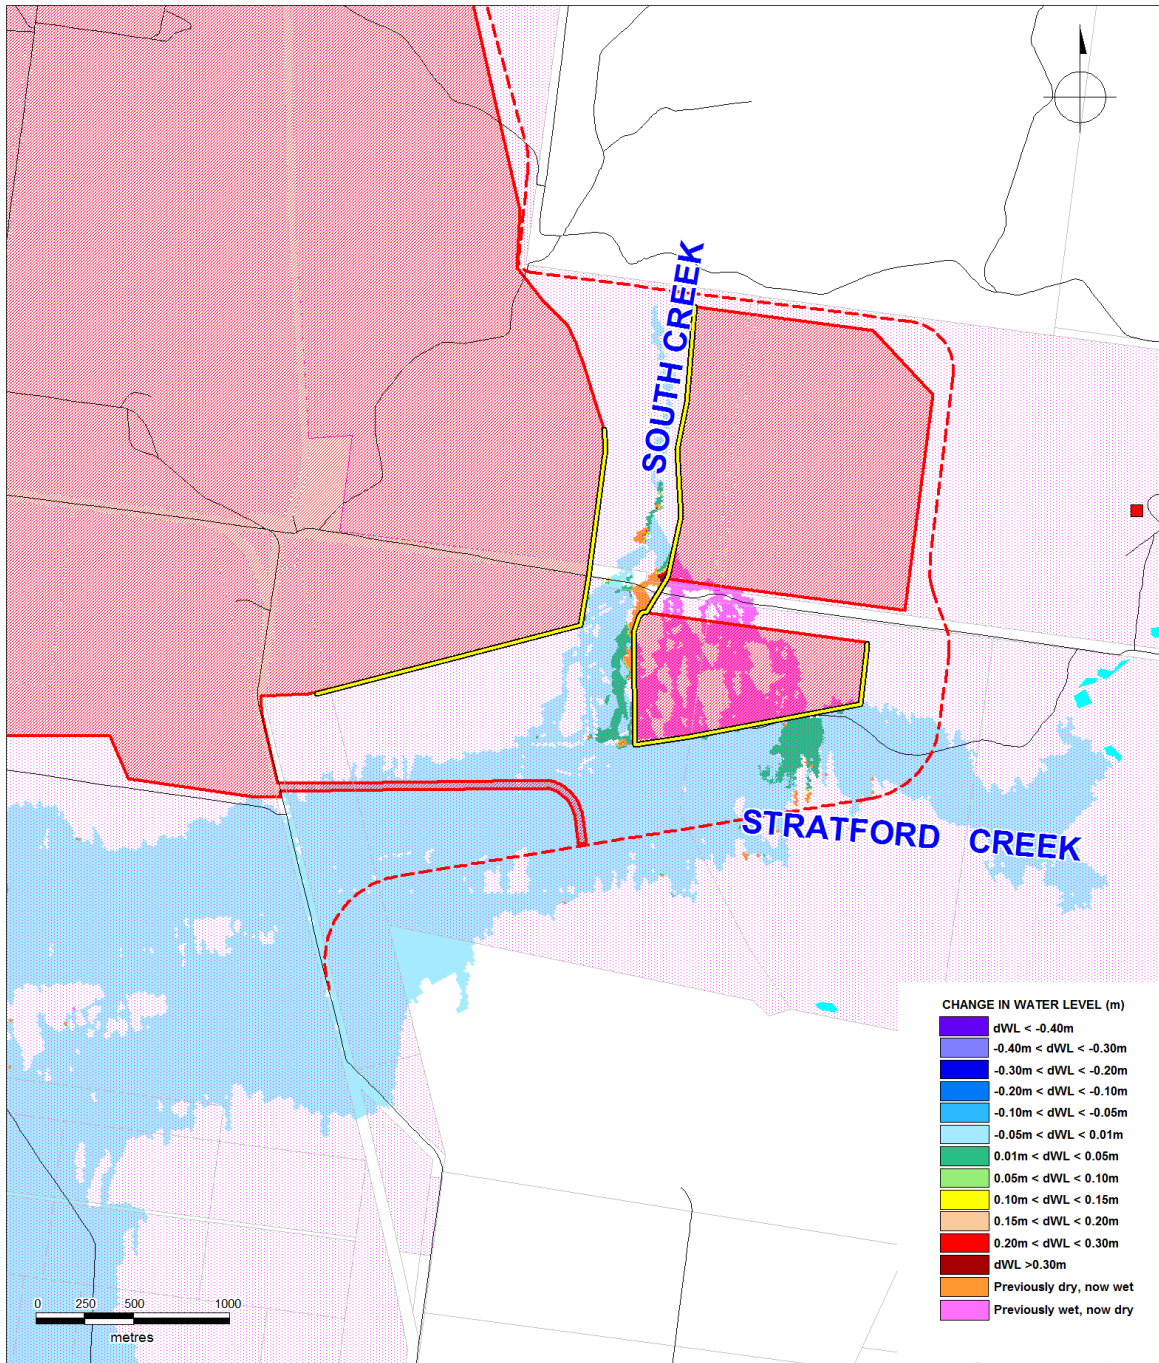 SOUTH CREEK
STRATFORD CREEK
CHANGE IN WATER LEVEL (m)
dWL < -0.40m
-0.40m < dWL < -0.30m
-0.30m < dWL < -0.20m
-0.20m < dWL < -0.10m
-0.10m < dWL < -0.05m
-0.05m < dWL < 0.01m
0.01m < dWL < 0.05m
0.05m < dWL < 0.10m
0.10m < dWL < 0.15m
0.15m < dWL < 0.20m
0.20m < dWL < 0.30m
dWL >0.30m
Previously dry, now wet
Previously wet, now dry
0 250 500 1000
metres